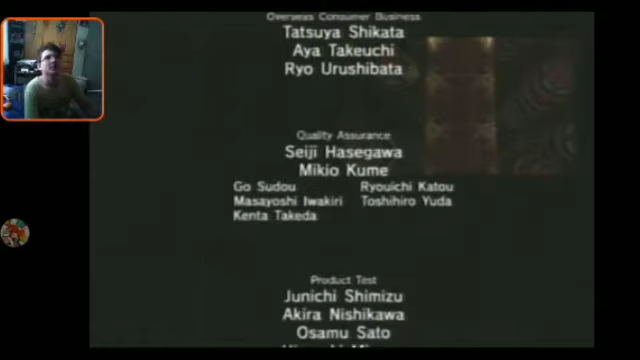 Overseas Consumer Business
Tatsuya Shikata
Aya Takeuchi
Ryo Urushibata
Quality Assurance
Seiji Hasegawa
Mikio Kume
Go Sudou Ryouichi Katou
Masayoshi Iwakiri Toshihiro Yuda
Kenta Takeda
Product Test
Junichi Shimizu
Akira Nishikawa
Osamu Sato